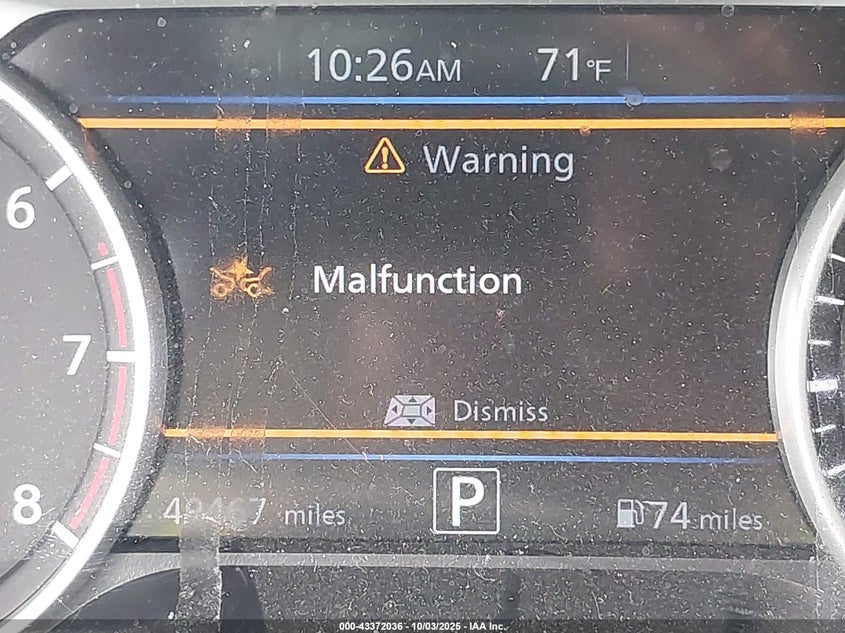 10:26AM 71°F
Warning
6
Malfunction
7
Dismiss
8
miles
P
74 miles
000-43372036 - 10/03/2025 - IAA Inc.